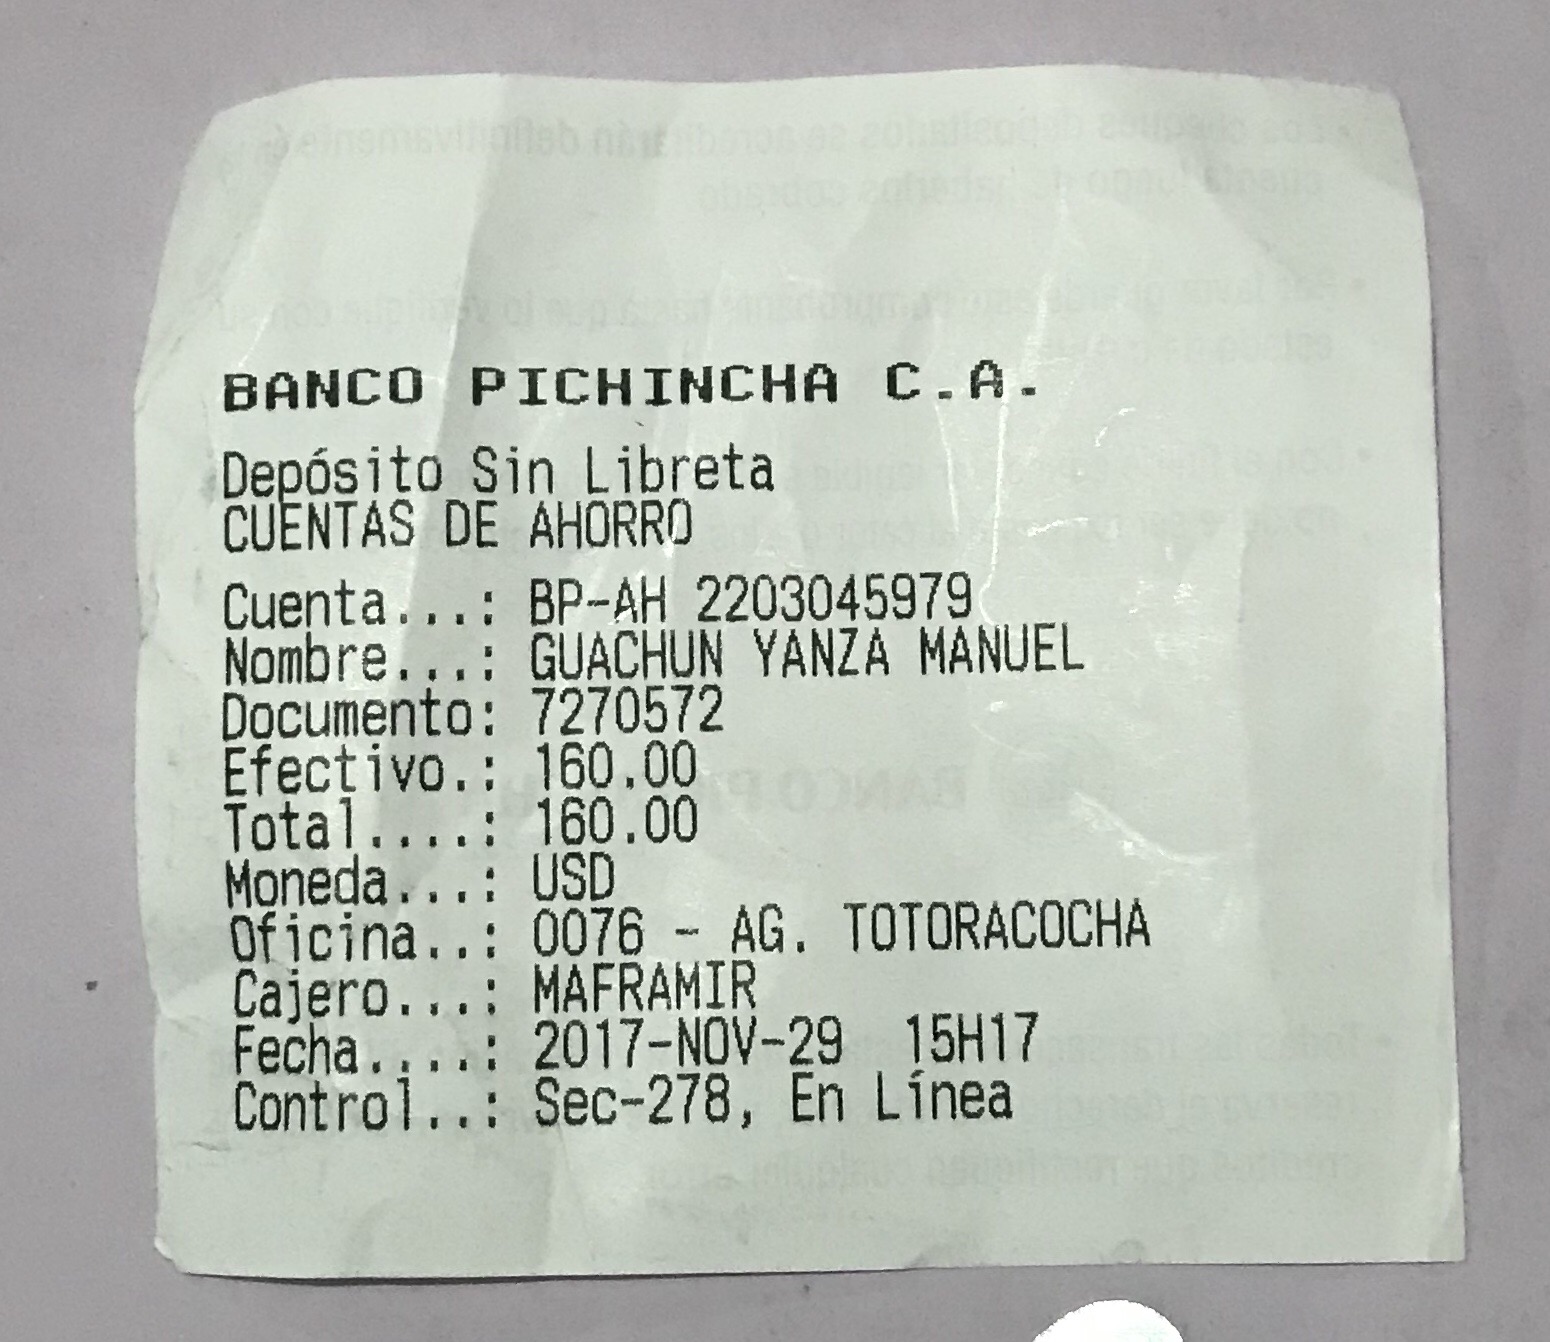 BANCO PICHINCHA C.A.
Depósito Sin Libreta
CUENTAS DE AHORRO
Cuenta...: BP-AH 2203045979
Nombre...: GUACHUN YANZA MANUEL
Documento: 7270572
Efectivo.: 160.00
Total....: 160.00
Moneda...: USD
Oficina..: 0076 - AG. TOTORACOCHA
Cajero...: MAFRAMIR
Fecha....: 2017-NOV-29 15H17
Control..: Sec-278, En Línea